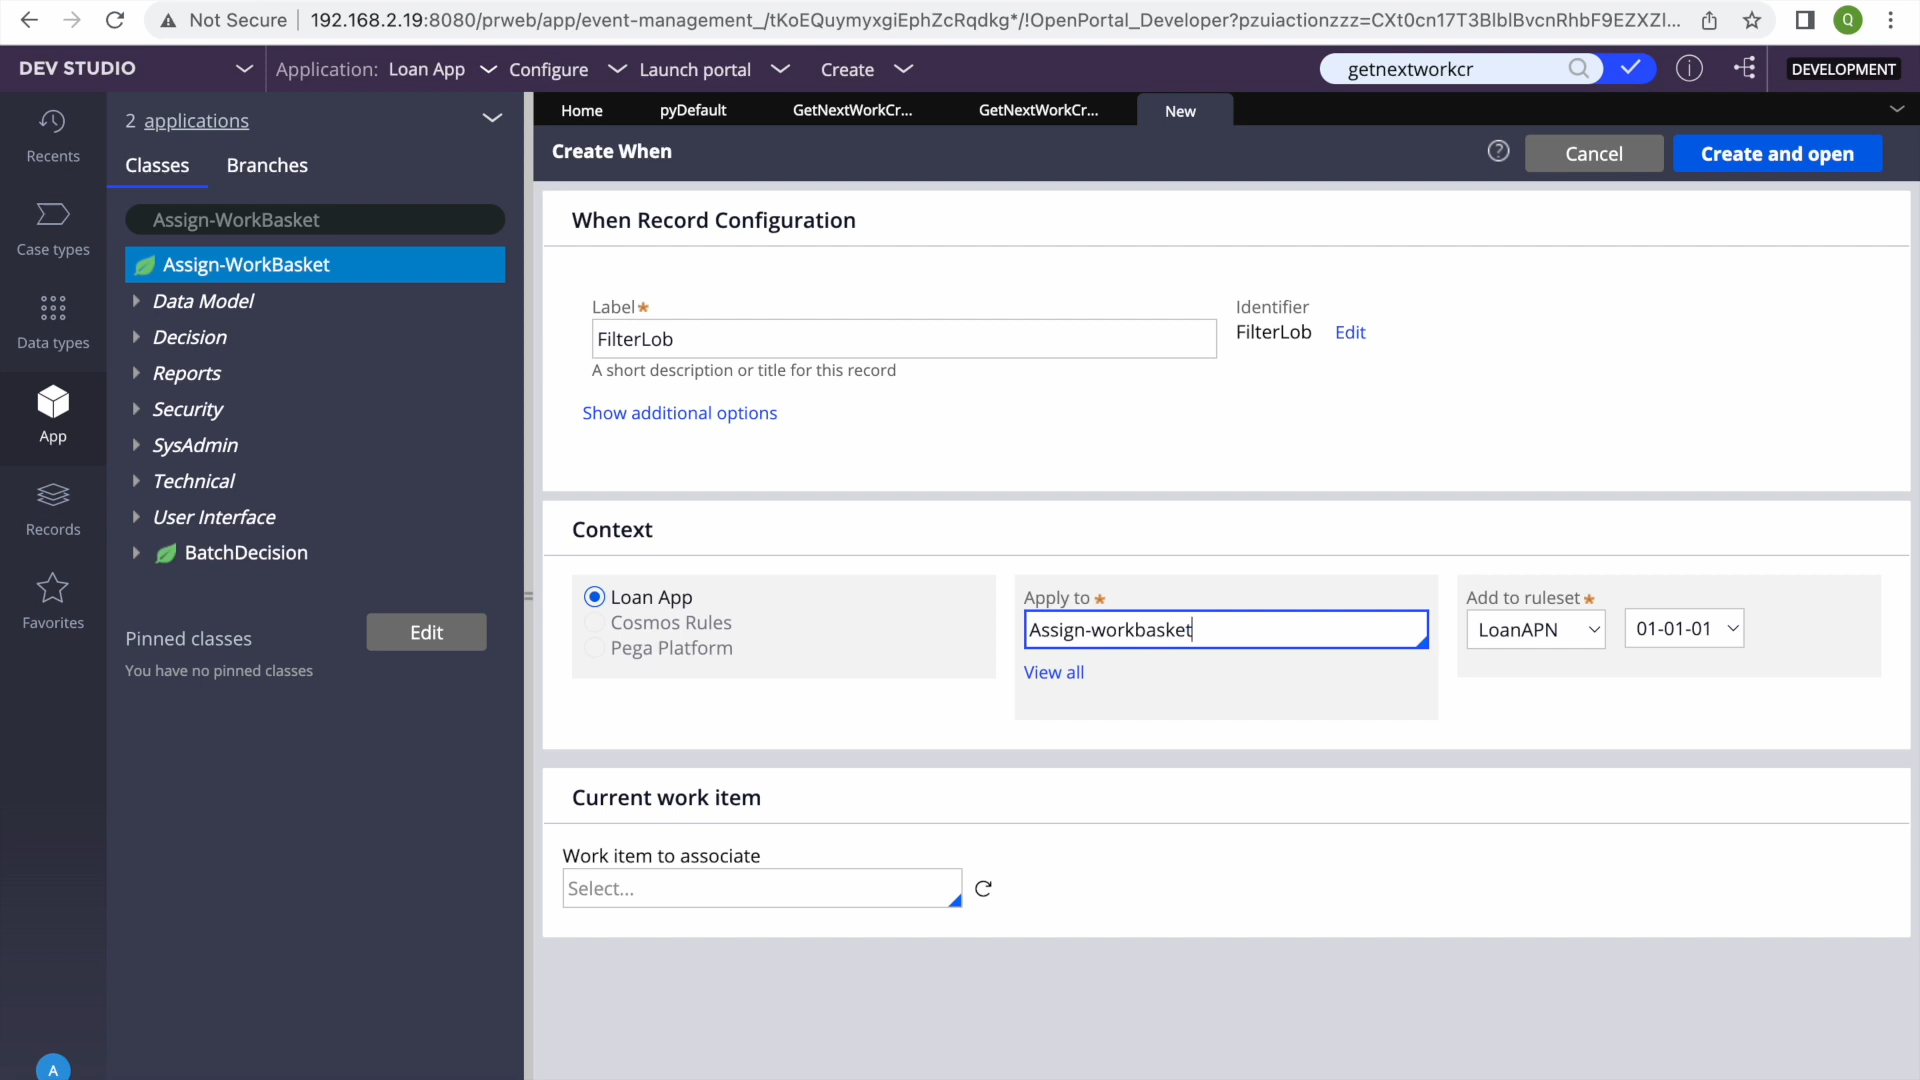 Not Secure 192.168.2.19:8080/prweb/app/event-management_/tKoEQuymyxgiEphZcRqdkg*/!OpenPortal_Developer?pzuiactionzzz=CXt0cn17T3BlblBvcnRhbF9EZXZl... Q
DEV STUDIO Application: Loan App Configure Launch portal Create getnextworkcr DEVELOPMENT
Recents
Case types
Data types
App
Records
Favorites
A
2 applications
Classes Branches
Assign-WorkBasket
Assign-WorkBasket
Data Model
Decision
Reports
Security
SysAdmin
Technical
User Interface
BatchDecision
Pinned classes Edit
You have no pinned classes
Home pyDefault GetNextWorkCr... GetNextWorkCr... New
Create When Cancel Create and open
When Record Configuration
Label*
FilterLob
A short description or title for this record
Identifier
FilterLob Edit
Show additional options
Context
Loan App
Cosmos Rules
Pega Platform
Apply to *
Assign-workbasket
View all
Add to ruleset *
LoanAPN 01-01-01
Current work item
Work item to associate
Select...